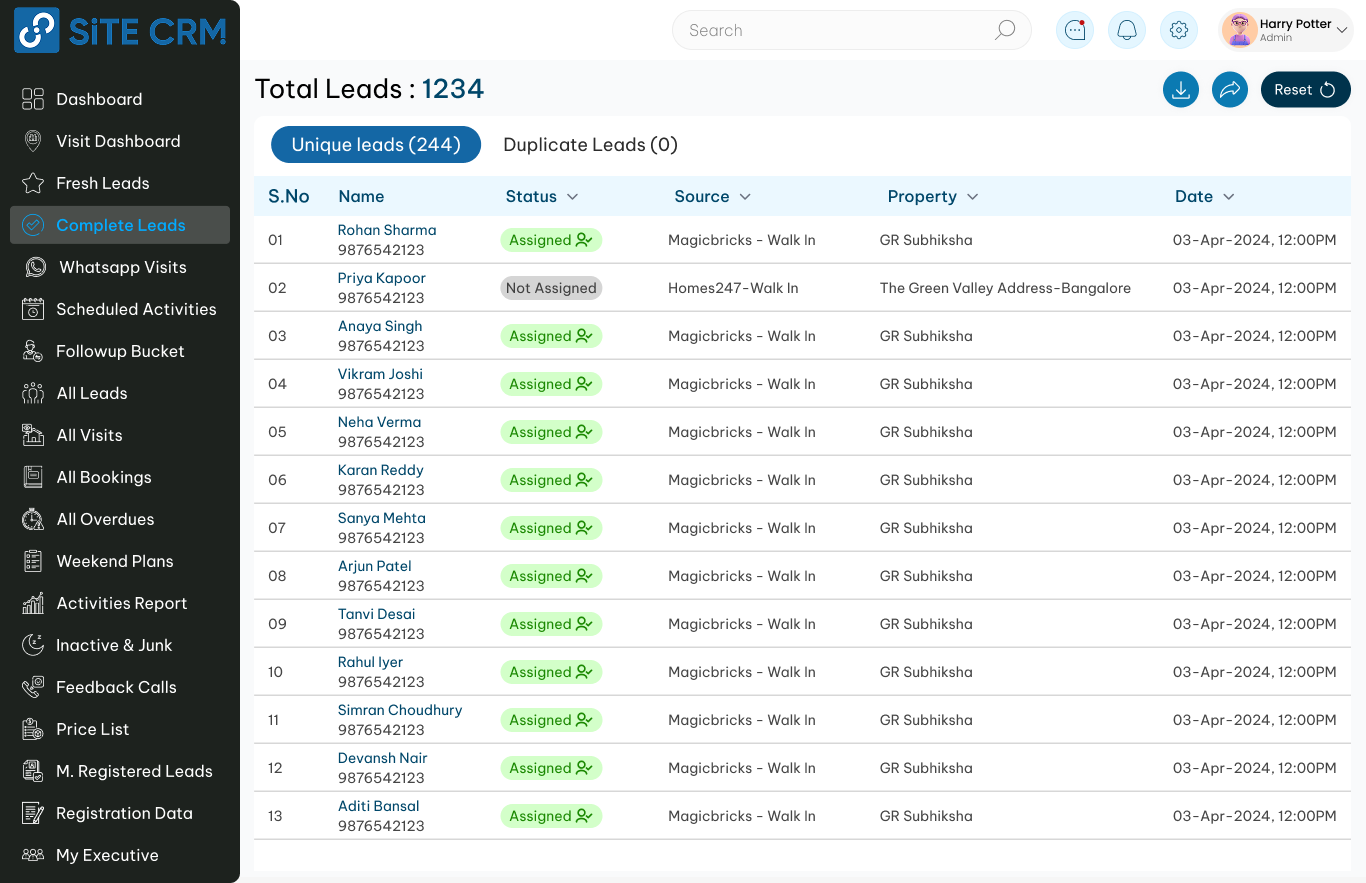 SiTE CRM
Search
Harry Potter
Admin
Dashboard
Visit Dashboard
Fresh Leads
Complete Leads
Whatsapp Visits
Scheduled Activities
Followup Bucket
All Leads
All Visits
All Bookings
All Overdues
Weekend Plans
Activities Report
Inactive & Junk
Feedback Calls
Price List
M. Registered Leads
Registration Data
My Executive
Total Leads : 1234
Reset
Unique leads (244) Duplicate Leads (0)
S.No Name Status Source Property Date
01 Rohan Sharma Assigned Magicbricks - Walk In GR Subhiksha 03-Apr-2024, 12:00PM
9876542123
02 Priya Kapoor Not Assigned Homes247-Walk In The Green Valley Address-Bangalore 03-Apr-2024, 12:00PM
9876542123
03 Anaya Singh Assigned Magicbricks - Walk In GR Subhiksha 03-Apr-2024, 12:00PM
9876542123
04 Vikram Joshi Assigned Magicbricks - Walk In GR Subhiksha 03-Apr-2024, 12:00PM
9876542123
05 Neha Verma Assigned Magicbricks - Walk In GR Subhiksha 03-Apr-2024, 12:00PM
9876542123
06 Karan Reddy Assigned Magicbricks - Walk In GR Subhiksha 03-Apr-2024, 12:00PM
9876542123
07 Sanya Mehta Assigned Magicbricks - Walk In GR Subhiksha 03-Apr-2024, 12:00PM
9876542123
08 Arjun Patel Assigned Magicbricks - Walk In GR Subhiksha 03-Apr-2024, 12:00PM
9876542123
09 Tanvi Desai Assigned Magicbricks - Walk In GR Subhiksha 03-Apr-2024, 12:00PM
9876542123
10 Rahul Iyer Assigned Magicbricks - Walk In GR Subhiksha 03-Apr-2024, 12:00PM
9876542123
11 Simran Choudhury Assigned Magicbricks - Walk In GR Subhiksha 03-Apr-2024, 12:00PM
9876542123
12 Devansh Nair Assigned Magicbricks - Walk In GR Subhiksha 03-Apr-2024, 12:00PM
9876542123
13 Aditi Bansal Assigned Magicbricks - Walk In GR Subhiksha 03-Apr-2024, 12:00PM
9876542123